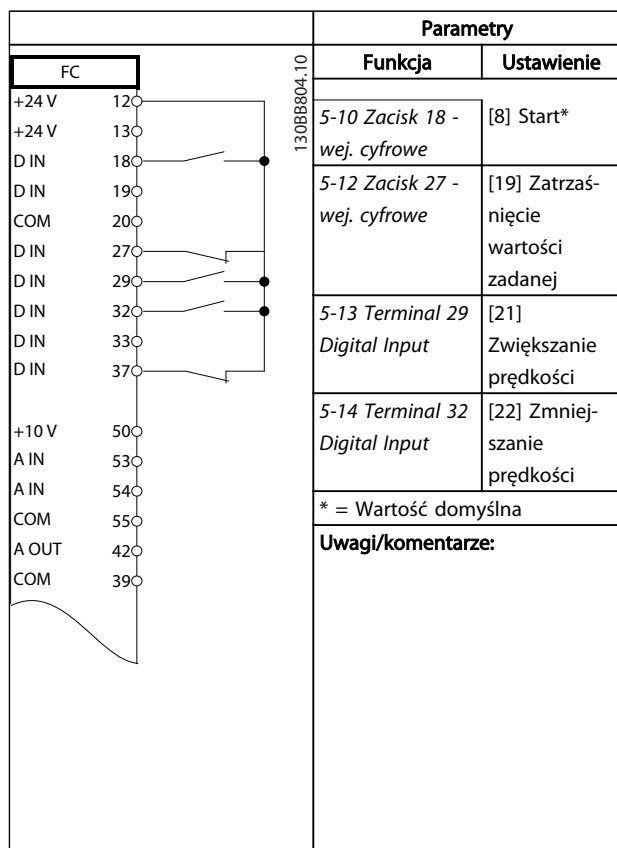 Parametry
Funkcja Ustawienie
FC
130BB804.10
+24 V 12
+24 V 13
D IN 18
D IN 19
COM 20
D IN 27
D IN 29
D IN 32
D IN 33
D IN 37
+10 V 50
A IN 53
A IN 54
COM 55
A OUT 42
COM 39
5-10 Zacisk 18 - [8] Start*
wej. cyfrowe
5-12 Zacisk 27 - [19] Zatrzaś-
wej. cyfrowe nięcie
wartości
zadanej
5-13 Terminal 29 [21]
Digital Input Zwiększanie
prędkości
5-14 Terminal 32 [22] Zmniej-
Digital Input szanie
prędkości
* = Wartość domyślna
Uwagi/komentarze: